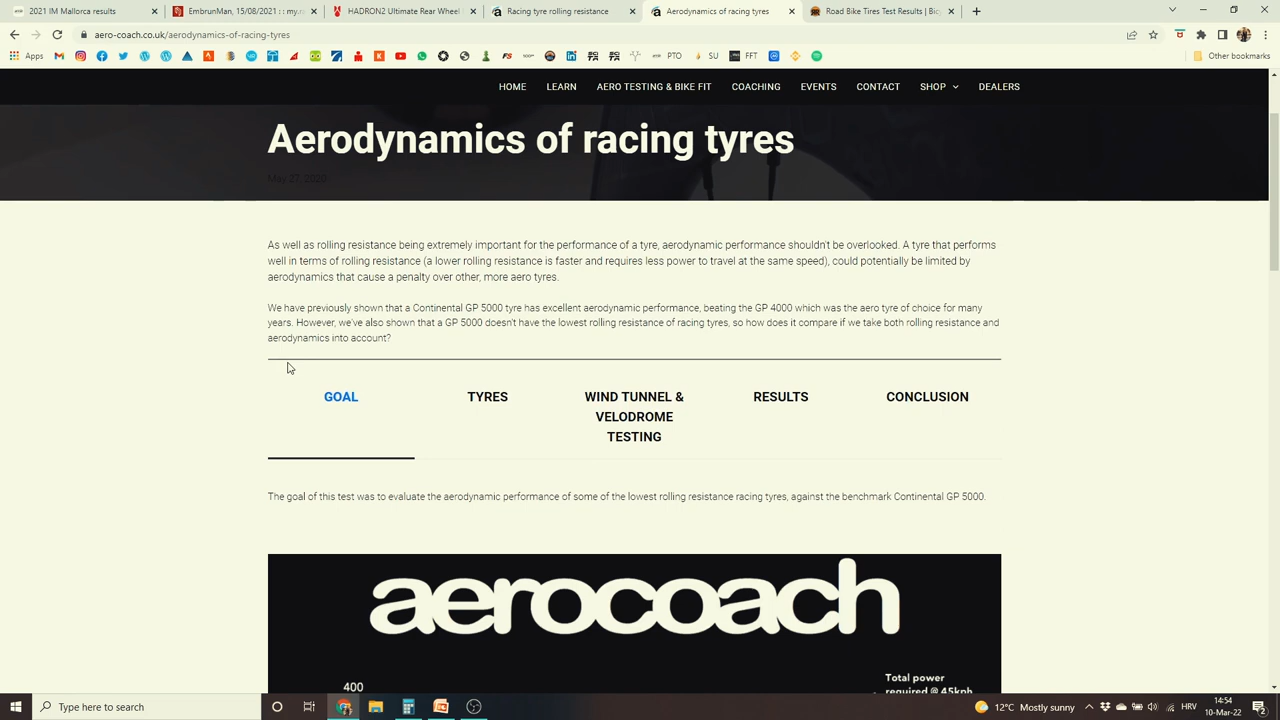 2021 IM Mallorca results
EmbrunMan, 15/08/2021 : : my.ra
HADRON2 Ultimate Rear Wheel
Racing tyre rolling resistance
Aerodynamics of racing tyres
Road Bike Tires Test Results | Bic
aero-coach.co.uk/aerodynamics-of-racing-tyres
Apps
PTO
SU
FFT
Other bookmarks
HOME
LEARN
AERO TESTING & BIKE FIT
COACHING
EVENTS
CONTACT
SHOP
DEALERS
Aerodynamics of racing tyres
May 27, 2020
As well as rolling resistance being extremely important for the performance of a tyre, aerodynamic performance shouldn't be overlooked. A tyre that performs
well in terms of rolling resistance (a lower rolling resistance is faster and requires less power to travel at the same speed), could potentially be limited by
aerodynamics that cause a penalty over other, more aero tyres.
We have previously shown that a Continental GP 5000 tyre has excellent aerodynamic performance, beating the GP 4000 which was the aero tyre of choice for many
years. However, we've also shown that a GP 5000 doesn't have the lowest rolling resistance of racing tyres, so how does it compare if we take both rolling resistance and
aerodynamics into account?
GOAL
TYRES
WIND TUNNEL &
VELODROME
TESTING
RESULTS
CONCLUSION
The goal of this test was to evaluate the aerodynamic performance of some of the lowest rolling resistance racing tyres, against the benchmark Continental GP 5000.
aerocoach
400
Total power
required @ 45kph
Type here to search
12°C Mostly sunny
HRV
14:54
10-Mar-22
2